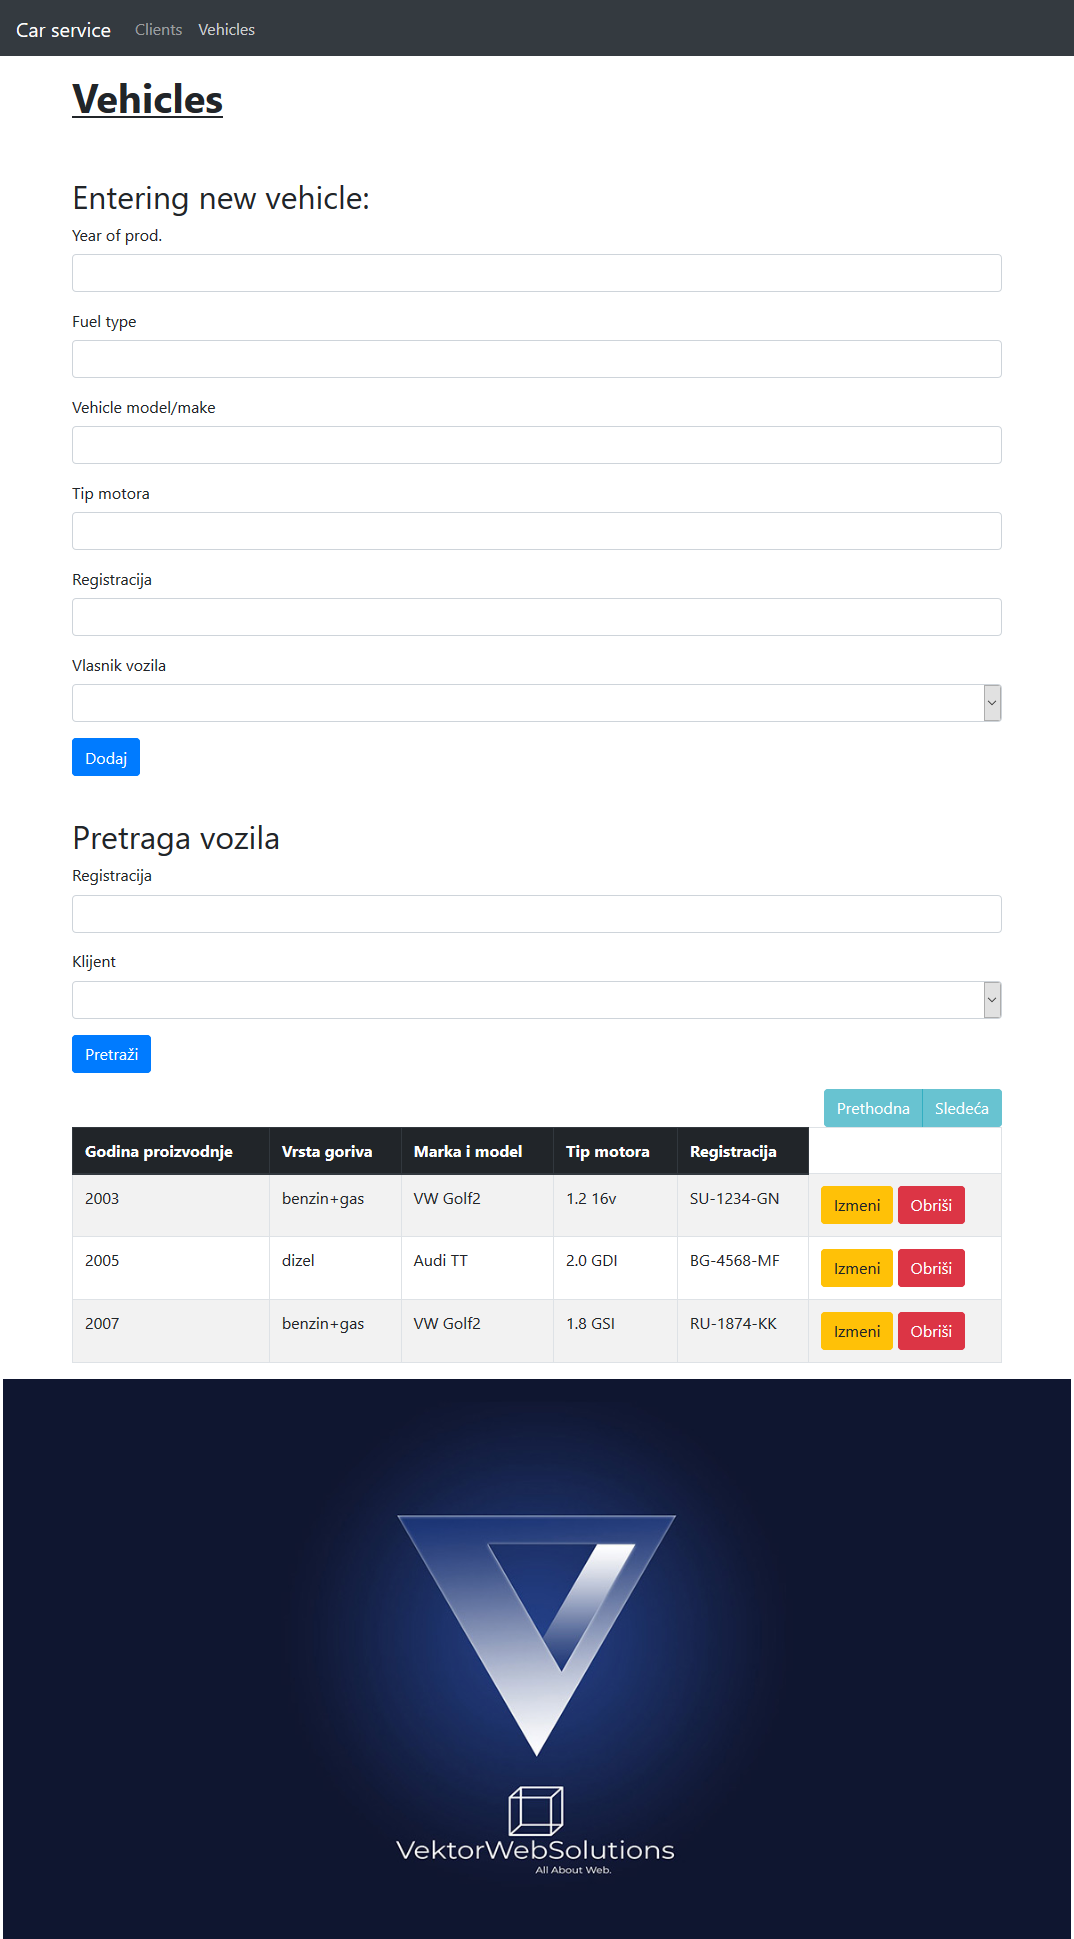 Car service Clients Vehicles
Vehicles
Entering new vehicle:
Year of prod.
Fuel type
Vehicle model/make
Tip motora
Registracija
Vlasnik vozila
Dodaj
Pretraga vozila
Registracija
Klijent
Pretraži
Prethodna Sledeća
Godina proizvodnje Vrsta goriva Marka i model Tip motora Registracija
2003 benzin+gas VW Golf2 1.2 16v SU-1234-GN Izmeni Obriši
2005 dizel Audi TT 2.0 GDI BG-4568-MF Izmeni Obriši
2007 benzin+gas VW Golf2 1.8 GSI RU-1874-KK Izmeni Obriši
VektorWebSolutions
All About Web.